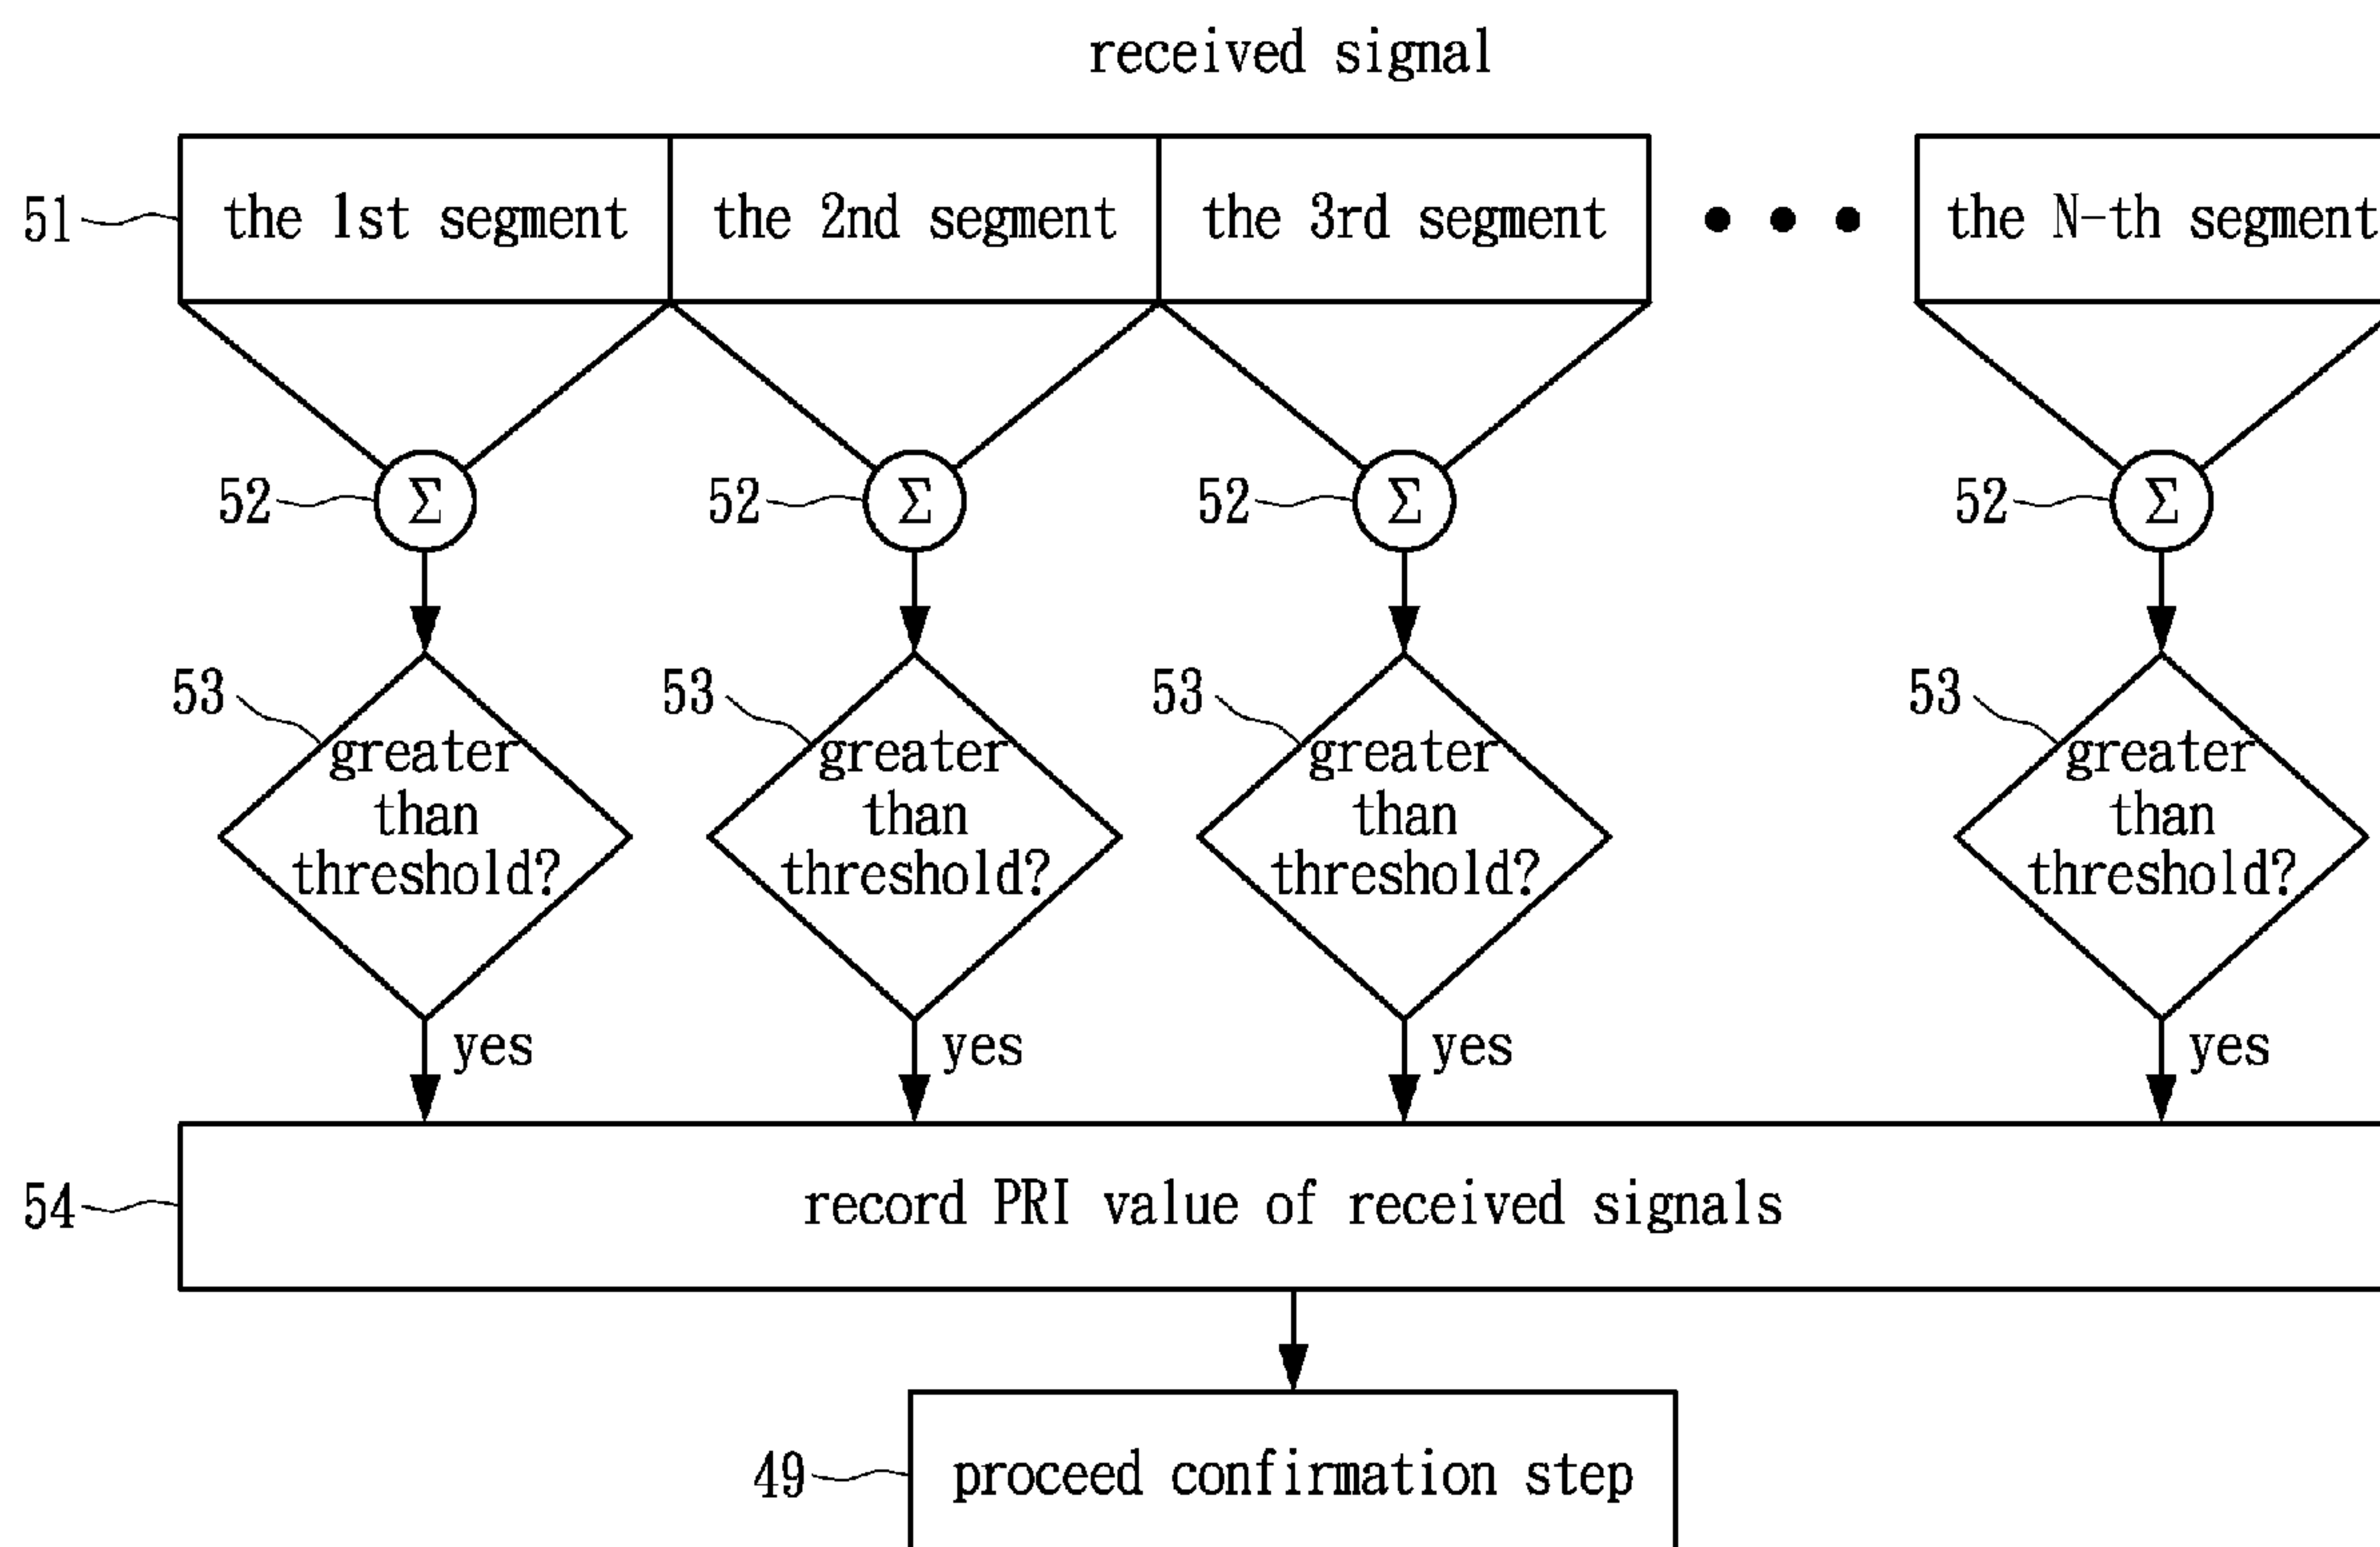 received signal
51 the 1st segment the 2nd segment the 3rd segment the N-th segment
52 Σ 52 Σ 52 Σ 52 Σ
53 53 53 53
greater greater greater greater
than than than than
threshold? threshold? threshold? threshold?
yes yes yes yes
54 record PRI value of received signals
49 proceed confirmation step